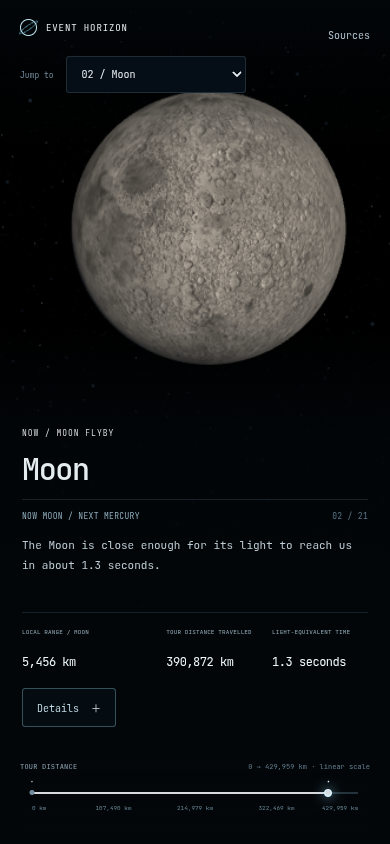 EVENT HORIZON
Sources
Jump to
02 / Moon
NOW / MOON FLYBY
Moon
NOW MOON / NEXT MERCURY 02 / 21
The Moon is close enough for its light to reach us
in about 1.3 seconds.
LOCAL RANGE / MOON TOUR DISTANCE TRAVELLED LIGHT-EQUIVALENT TIME
5,456 km 390,872 km 1.3 seconds
Details +
TOUR DISTANCE 0 – 429,959 km · linear scale
0 km 107,490 km 214,979 km 322,469 km 429,959 km